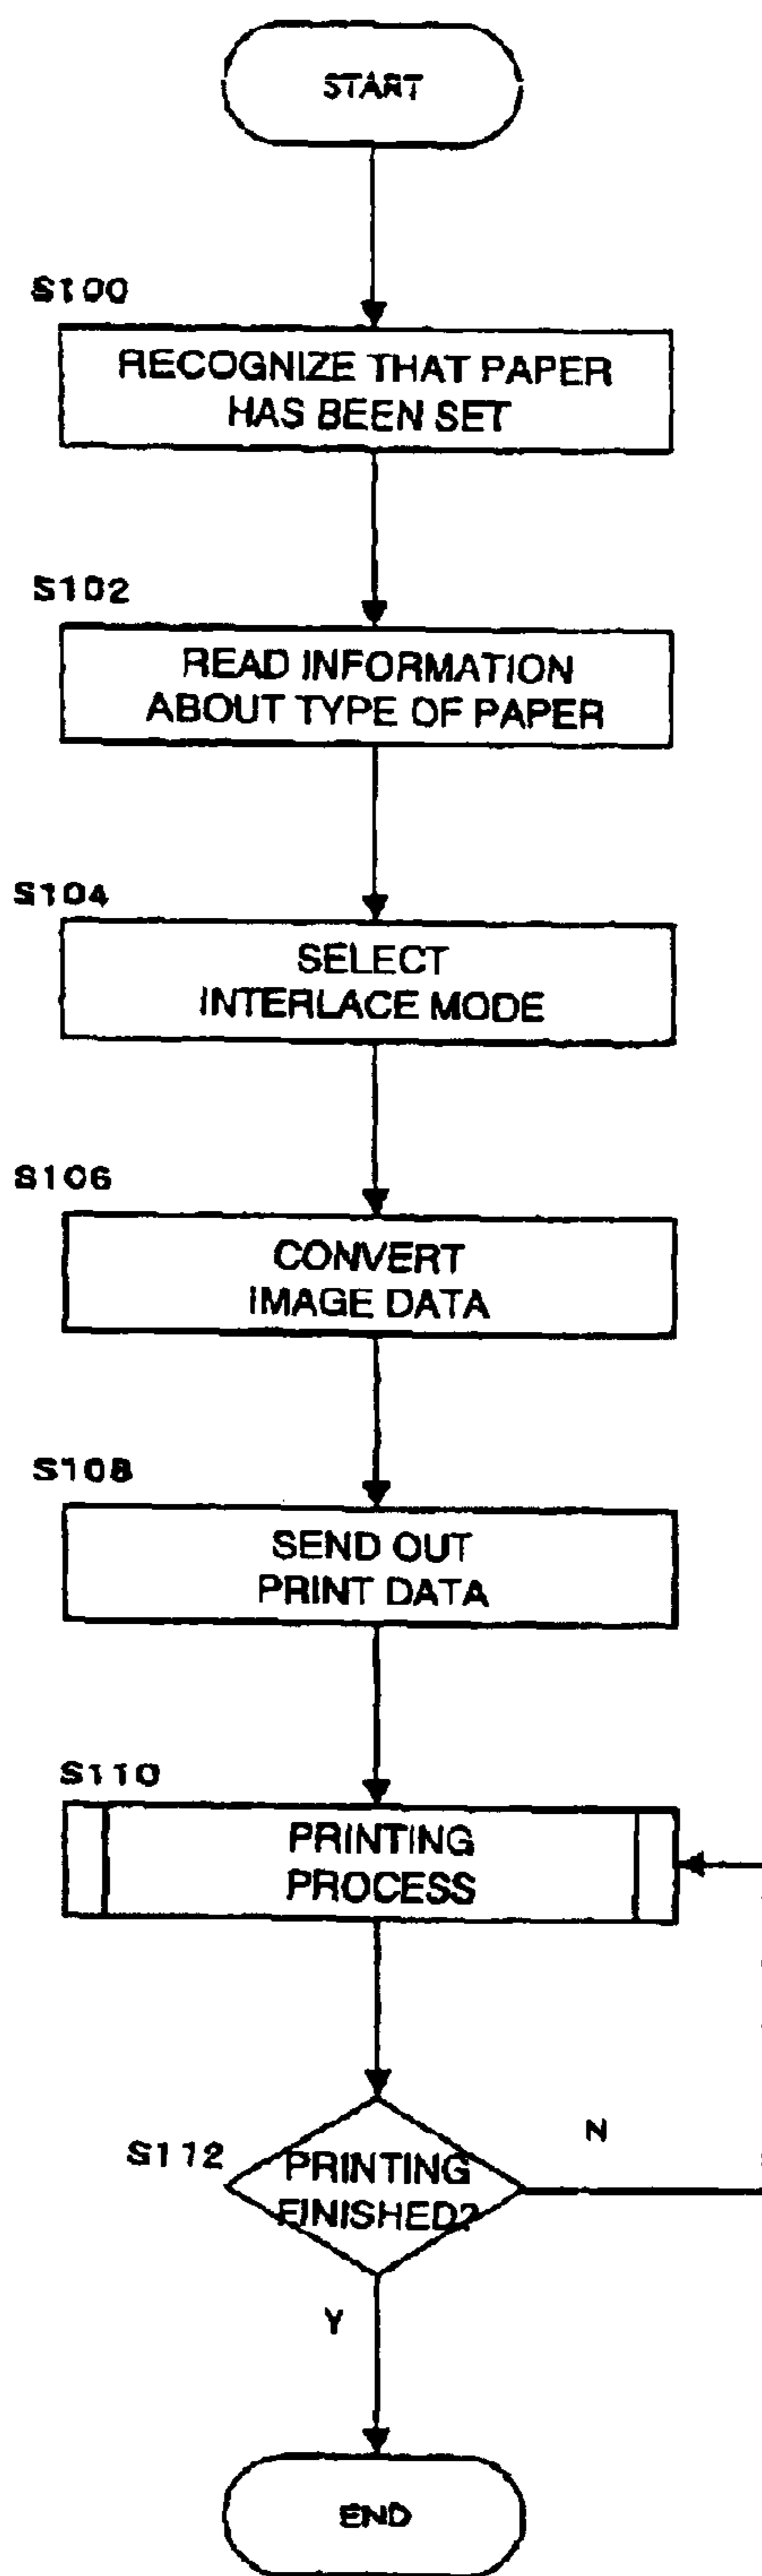 START
S100
RECOGNIZE THAT PAPER
HAS BEEN SET
S102
READ INFORMATION
ABOUT TYPE OF PAPER
S104
SELECT
INTERLACE MODE
S106
CONVERT
IMAGE DATA
S108
SEND OUT
PRINT DATA
S110
PRINTING
PROCESS
S112
PRINTING
FINISHED?
N
Y
END